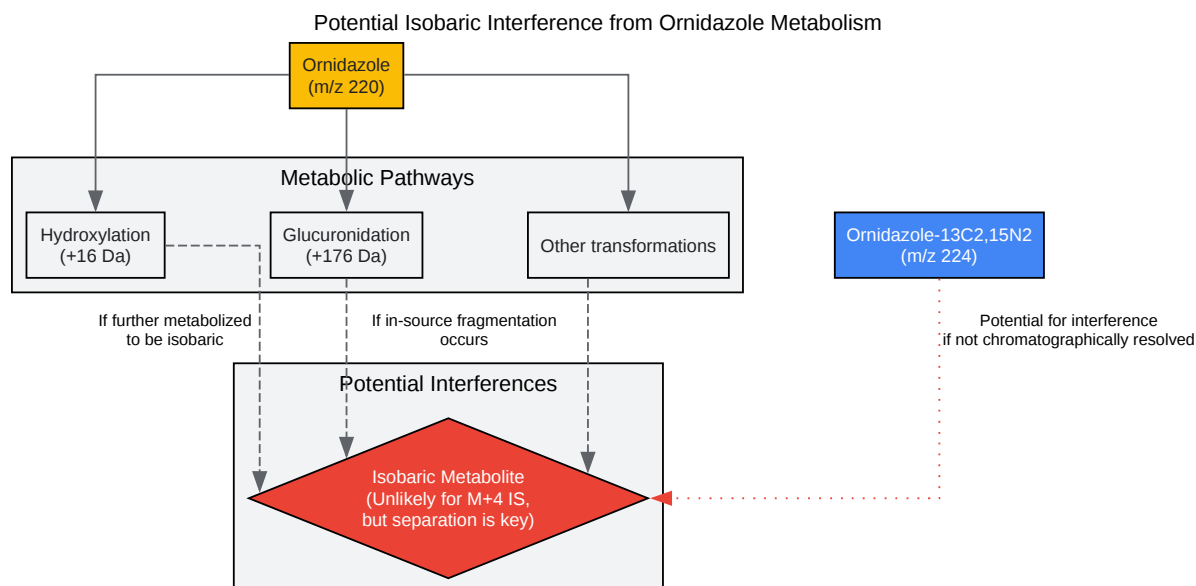 Potential Isobaric Interference from Ornidazole Metabolism
Ornidazole
(m/z 220)
Metabolic Pathways
Hydroxylation
(+16 Da)
Glucuronidation
(+176 Da)
Other transformations
Ornidazole-13C2,15N2
(m/z 224)
If further metabolized
to be isobaric
If in-source fragmentation
occurs
Potential for interference
if not chromatographically resolved
Potential Interferences
Isobaric Metabolite
(Unlikely for M+4 IS,
but separation is key)